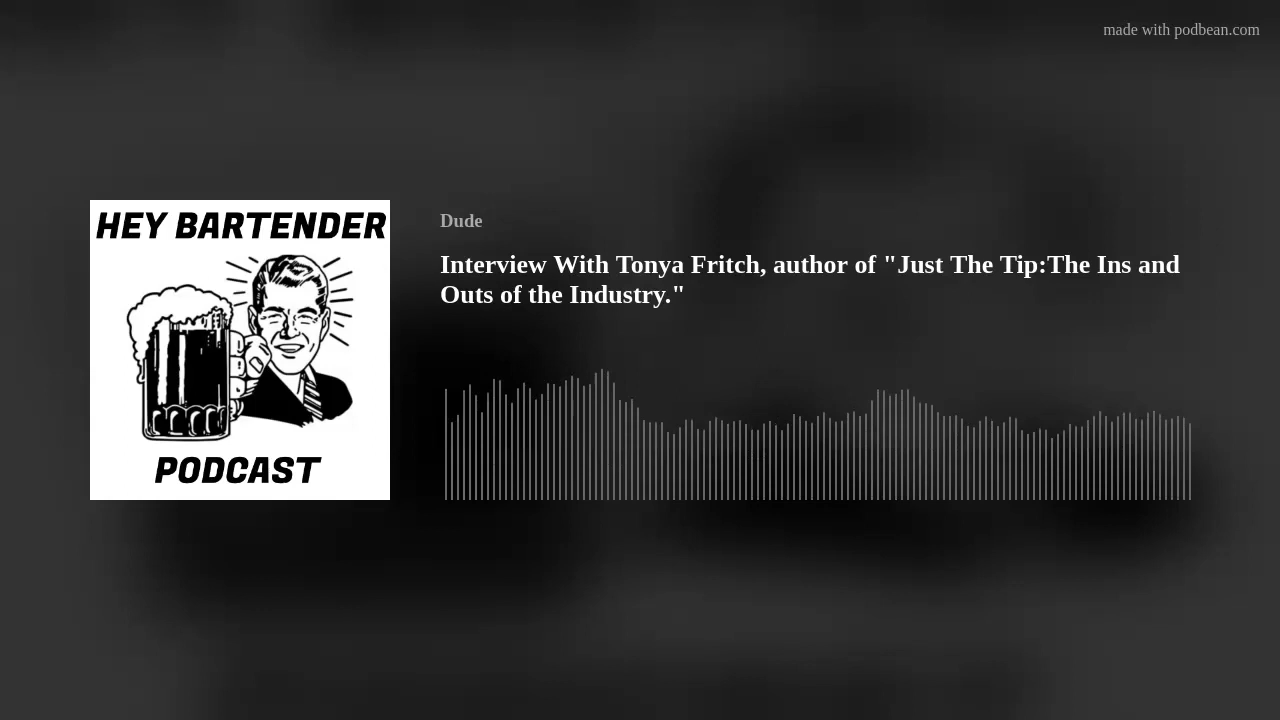 made with podbean.com
HEY BARTENDER
PODCAST
Dude
Interview With Tonya Fritch, author of "Just The Tip:The Ins and
Outs of the Industry."